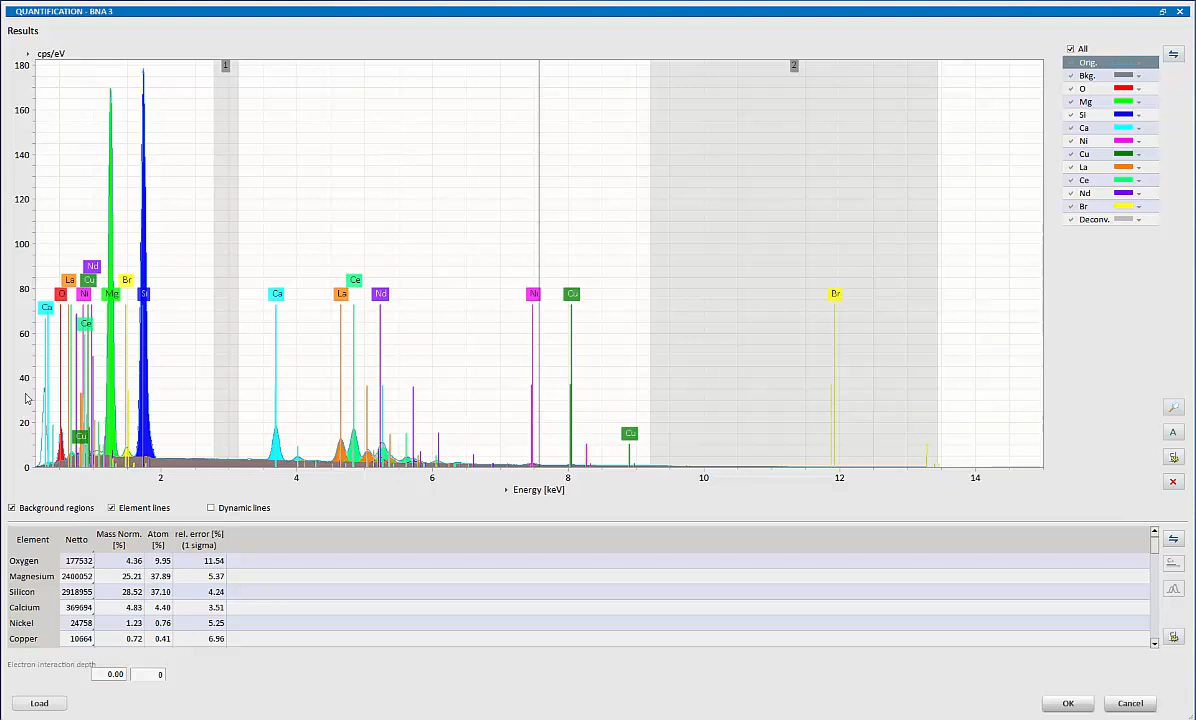 QUANTIFICATION - BNA 3
Results
cps/eV
180
160
140
120
100
80
60
40
20
0
1
2
Nd
La Cu Br Ce
Ca O Ni Mg Si Ca La Nd Ni Cu Br
Ce
Cu
Cu
2 4 6 8 10 12 14
Energy [keV]
All
Orig.
Bkg.
O
Mg
Si
Ca
Ni
Cu
La
Ce
Nd
Br
Deconv.
A
Background regions Element lines Dynamic lines
Element Netto Mass Norm. [%] Atom [%] rel. error [%] (1 sigma)
Oxygen 177532 4.36 9.95 11.54
Magnesium 2400052 25.21 37.89 5.37
Silicon 2918955 28.52 37.10 4.24
Calcium 369694 4.83 4.40 3.51
Nickel 24758 1.23 0.76 5.25
Copper 10664 0.72 0.41 6.96
Electron interaction depth
0.00 0
Load OK Cancel